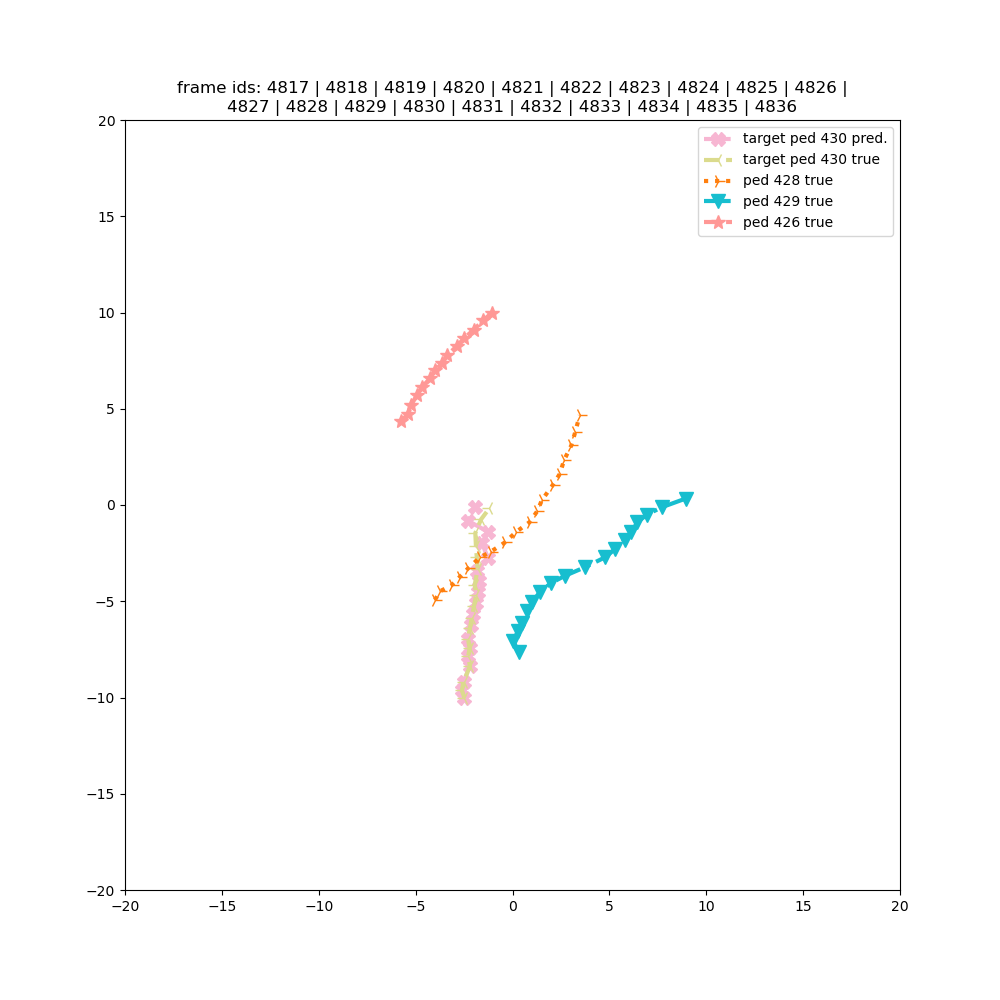 frame ids: 4817 | 4818 | 4819 | 4820 | 4821 | 4822 | 4823 | 4824 | 4825 | 4826 |
4827 | 4828 | 4829 | 4830 | 4831 | 4832 | 4833 | 4834 | 4835 | 4836
target ped 430 pred.
target ped 430 true
ped 428 true
ped 429 true
ped 426 true
20
15
10
5
0
−5
−10
−15
−20
−20 −15 −10 −5 0 5 10 15 20